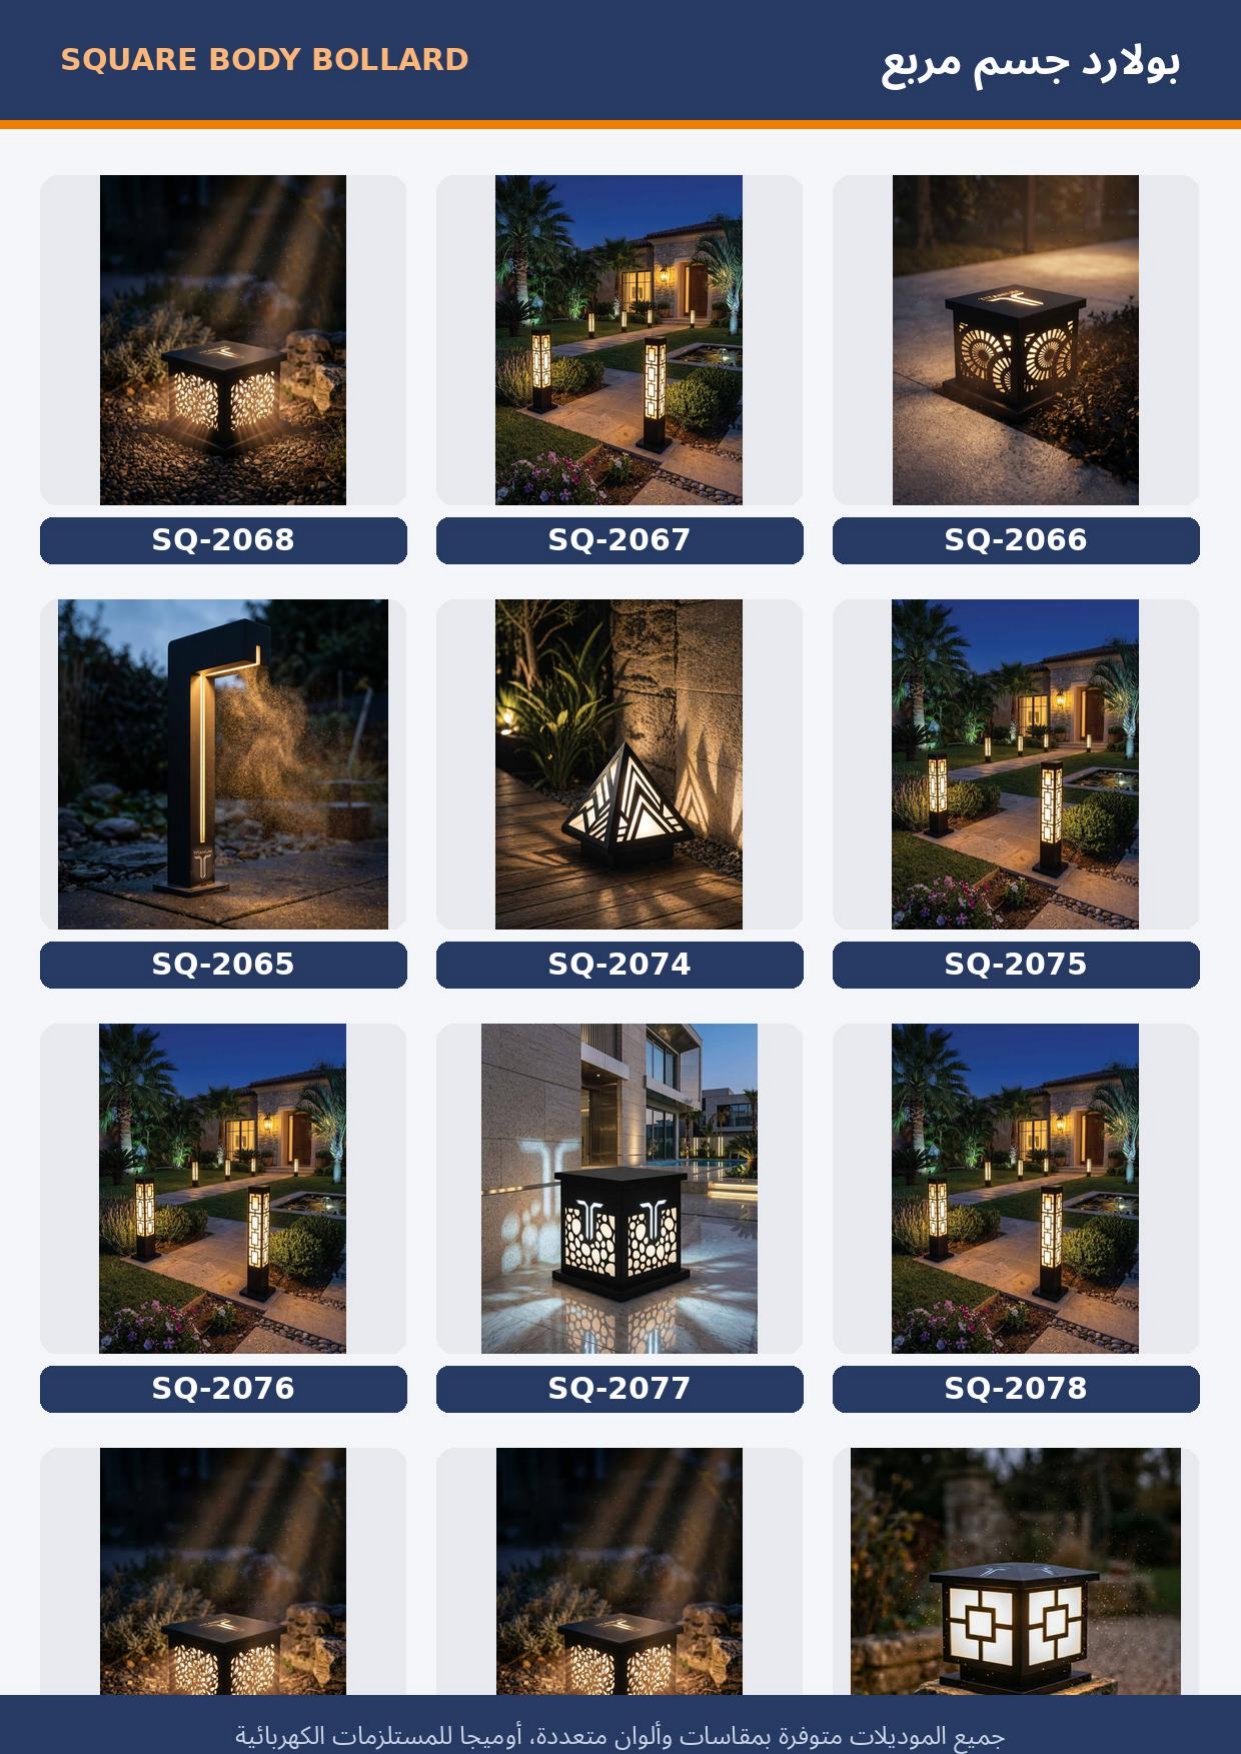 بولارد جسم مربع
SQUARE BODY BOLLARD
SQ-2068
SQ-2067
SQ-2066
SQ-2065
SQ-2074
SQ-2075
SQ-2076
SQ-2077
SQ-2078
جميع الموديلات متوفرة بمقاسات وألوان متعددة، أوميجا للمستلزمات الكهربائية